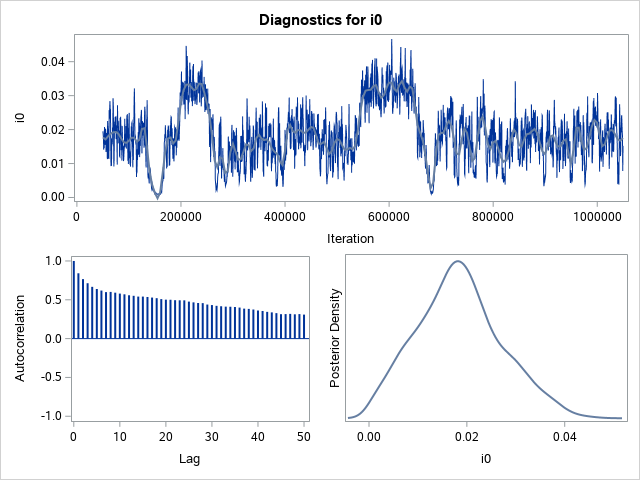 Diagnostics for i0
i0
0.04
0.03
0.02
0.01
0.00
0 200000 400000 600000 800000 1000000
Iteration
Autocorrelation
1.0
0.5
0.0
-0.5
-1.0
0 10 20 30 40 50
Lag
Posterior Density
0.00 0.02 0.04
i0